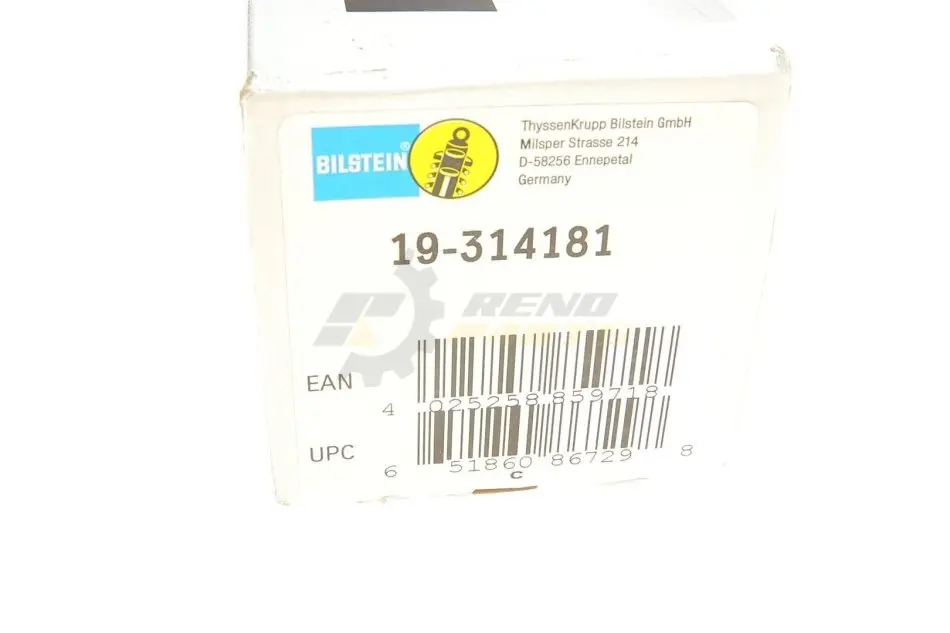 BILSTEIN®
ThyssenKrupp Bilstein GmbH
Milsper Strasse 214
D-58256 Ennepetal
Germany
19-314181
RENO
EAN
4 025258 859718
UPC
6 51860 86729 8
C